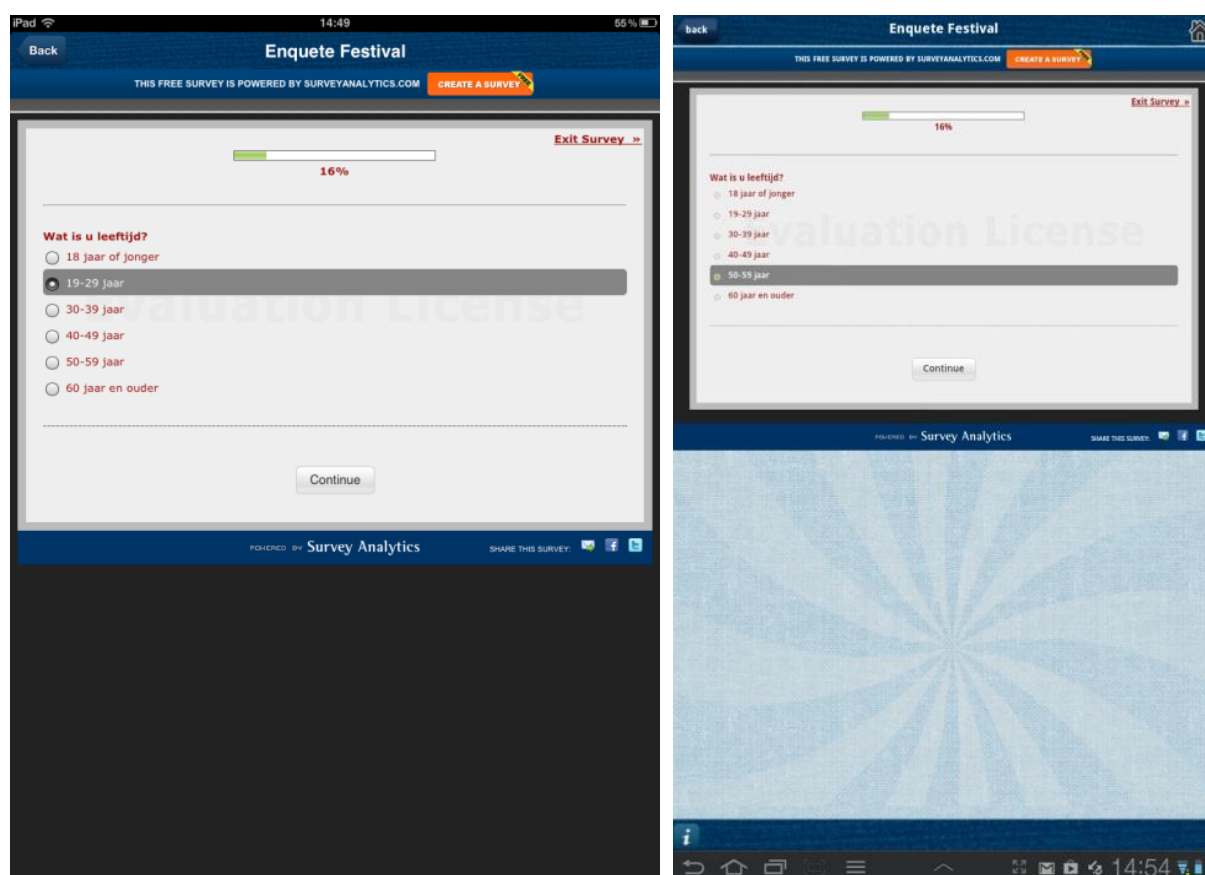 iPad 14:49 55 %
Back Enquete Festival
THIS FREE SURVEY IS POWERED BY SURVEYANALYTICS.COM CREATE A SURVEY FREE
Exit Survey »
16%
Wat is u leeftijd?
18 jaar of jonger
19-29 jaar
30-39 jaar
40-49 jaar
50-59 jaar
60 jaar en ouder
Evaluation License
Continue
POWERED BY Survey Analytics SHARE THIS SURVEY:
back Enquete Festival
THIS FREE SURVEY IS POWERED BY SURVEYANALYTICS.COM CREATE A SURVEY
Exit Survey »
16%
Wat is u leeftijd?
18 jaar of jonger
19-29 jaar
30-39 jaar
40-49 jaar
50-59 jaar
60 jaar en ouder
Evaluation License
Continue
POWERED BY Survey Analytics SHARE THIS SURVEY:
i
14:54